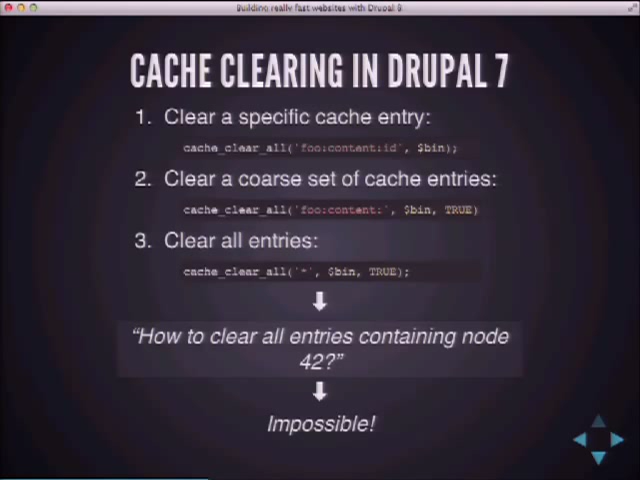 Building really fast websites with Drupal 8
CACHE CLEARING IN DRUPAL 7
1. Clear a specific cache entry:
cache_clear_all('foo:content:id', $bin);
2. Clear a coarse set of cache entries:
cache_clear_all('foo:content:', $bin, TRUE)
3. Clear all entries:
cache_clear_all('*', $bin, TRUE);
“How to clear all entries containing node
42?”
Impossible!